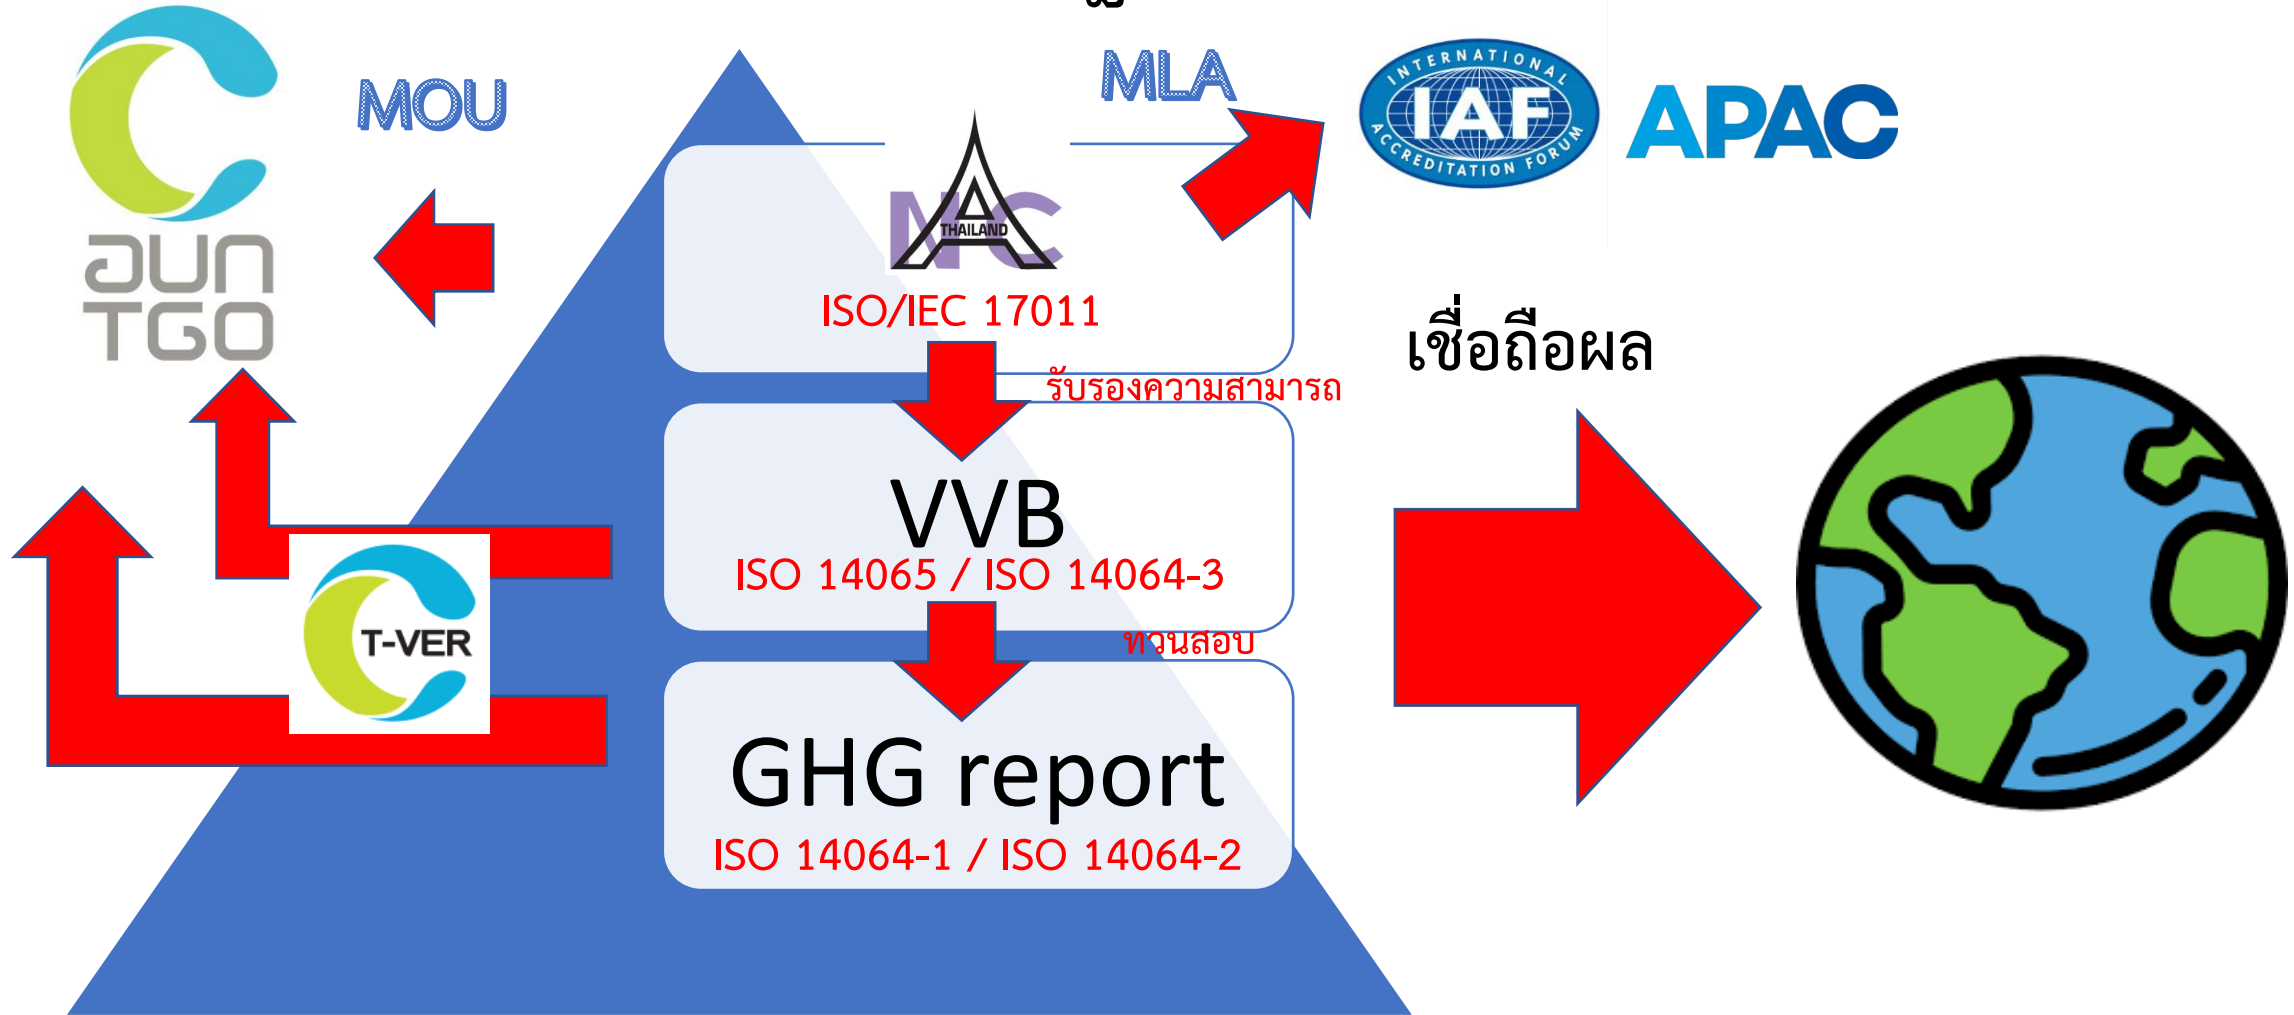 MOU
MLA
INTERNATIONAL
IAF
ACCREDITATION FORUM
APAC
NAC
THAILAND
อบก
TGO
ISO/IEC 17011
เชื่อถือผล
รับรองความสามารถ
VVB
ISO 14065 / ISO 14064-3
T-VER
ทวนสอบ
GHG report
ISO 14064-1 / ISO 14064-2